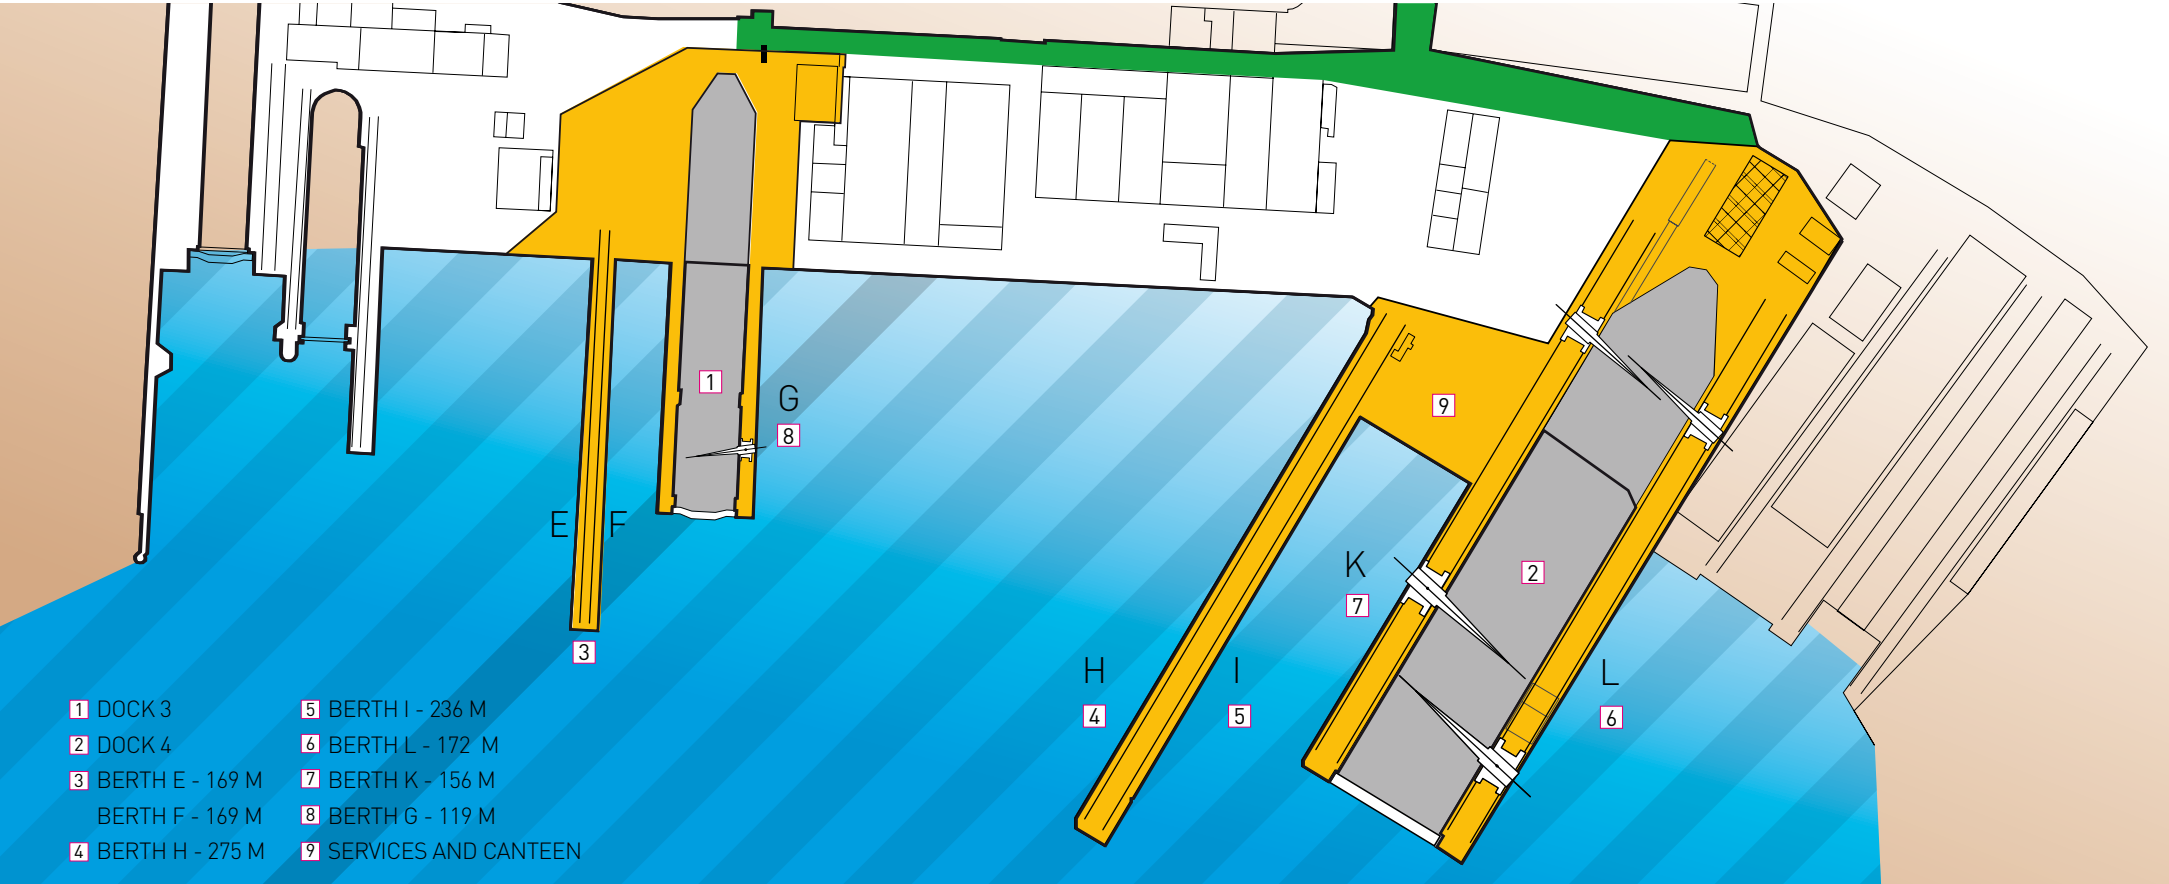 1
G
8
9
E F
3
2
K
7
H
4
I
5
L
6
1 DOCK 3
2 DOCK 4
3 BERTH E - 169 M
BERTH F - 169 M
4 BERTH H - 275 M
5 BERTH I - 236 M
6 BERTH L - 172 M
7 BERTH K - 156 M
8 BERTH G - 119 M
9 SERVICES AND CANTEEN